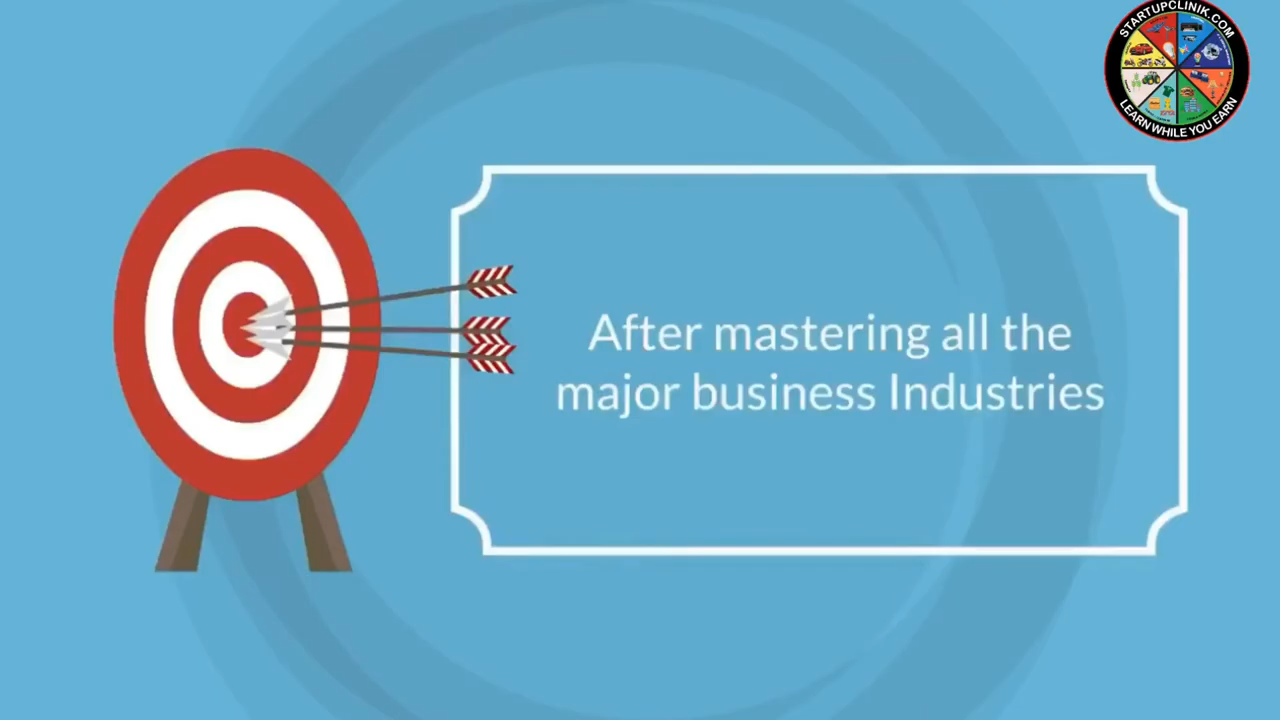 STARTUPCLINIK.COM
LEARN WHILE YOU EARN
After mastering all the
major business Industries